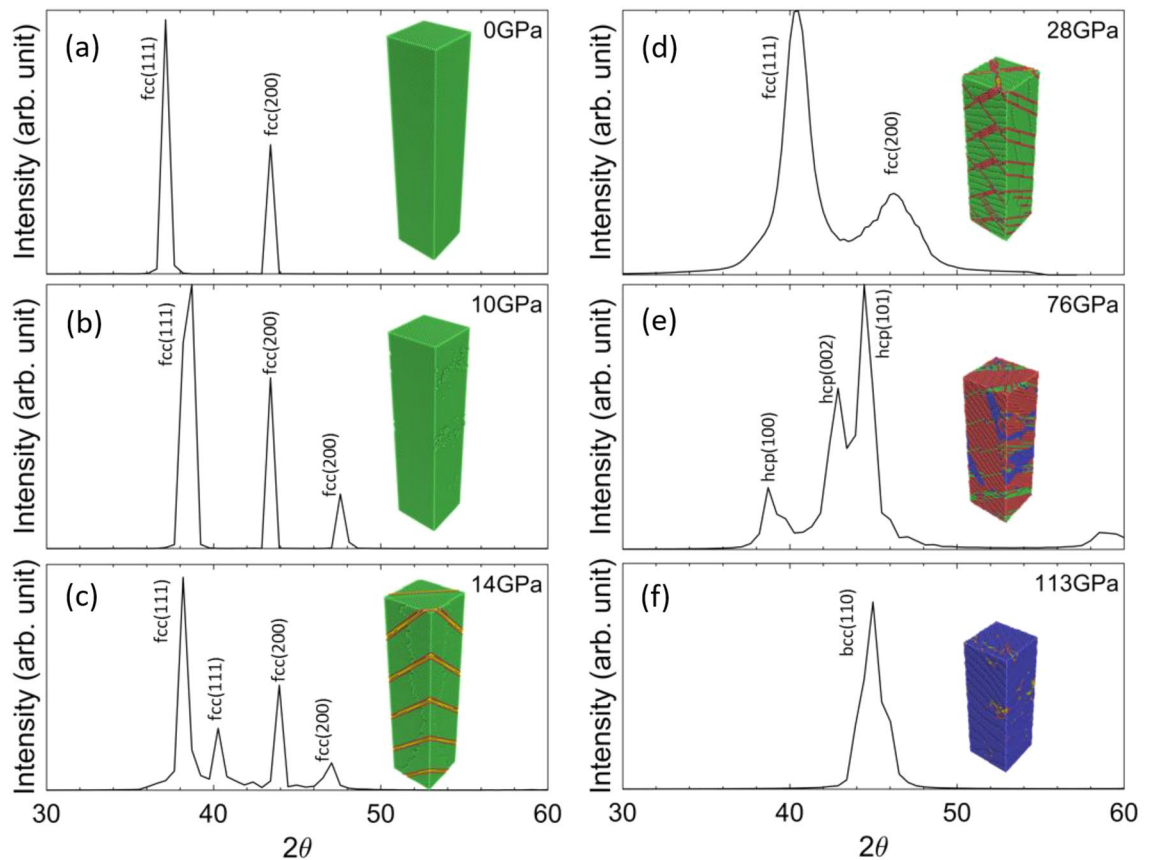 (a)
0GPa
fcc(111)
fcc(200)
Intensity (arb. unit)
(b)
10GPa
fcc(111)
fcc(200)
fcc(200)
Intensity (arb. unit)
(c)
14GPa
fcc(111)
fcc(111)
fcc(200)
fcc(200)
Intensity (arb. unit)
30 40 50 60
2θ
(d)
28GPa
fcc(111)
fcc(200)
Intensity (arb. unit)
(e)
76GPa
hcp(100)
hcp(002)
hcp(101)
Intensity (arb. unit)
(f)
113GPa
bcc(110)
Intensity (arb. unit)
30 40 50 60
2θ